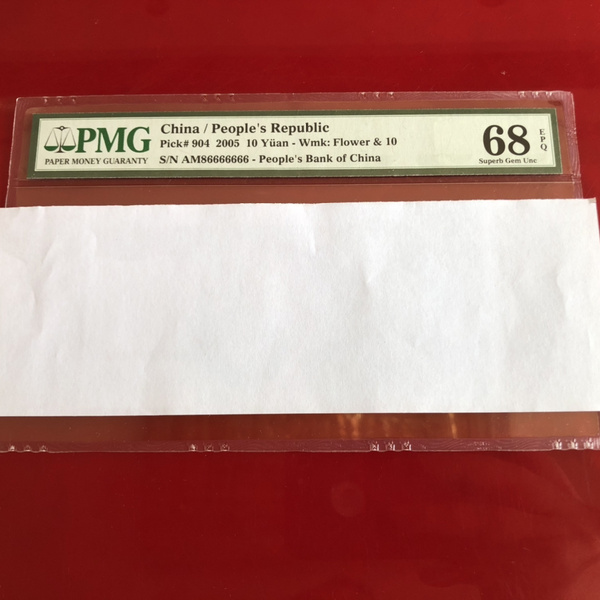 PMG
PAPER MONEY GUARANTY
China / People's Republic
Pick# 904 2005 10 Yüan - Wmk: Flower & 10
S/N AM86666666 - People's Bank of China
68
EPQ
Superb Gem Unc